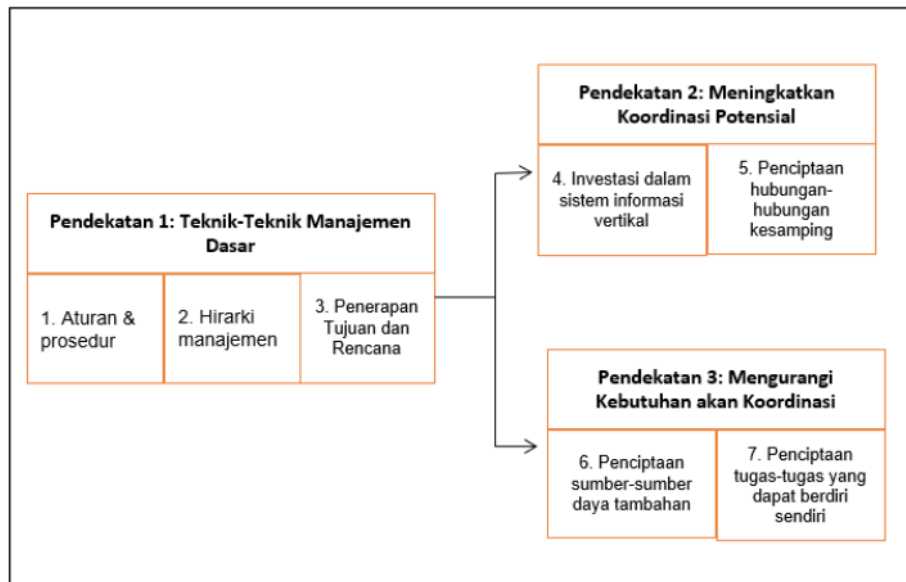 Pendekatan 1: Teknik-Teknik Manajemen
Dasar
1. Aturan &
prosedur
2. Hirarki
manajemen
3. Penerapan
Tujuan dan
Rencana
Pendekatan 2: Meningkatkan
Koordinasi Potensial
4. Investasi dalam
sistem informasi
vertikal
5. Penciptaan
hubungan-
hubungan
kesamping
Pendekatan 3: Mengurangi
Kebutuhan akan Koordinasi
6. Penciptaan
sumber-sumber
daya tambahan
7. Penciptaan
tugas-tugas yang
dapat berdiri
sendiri